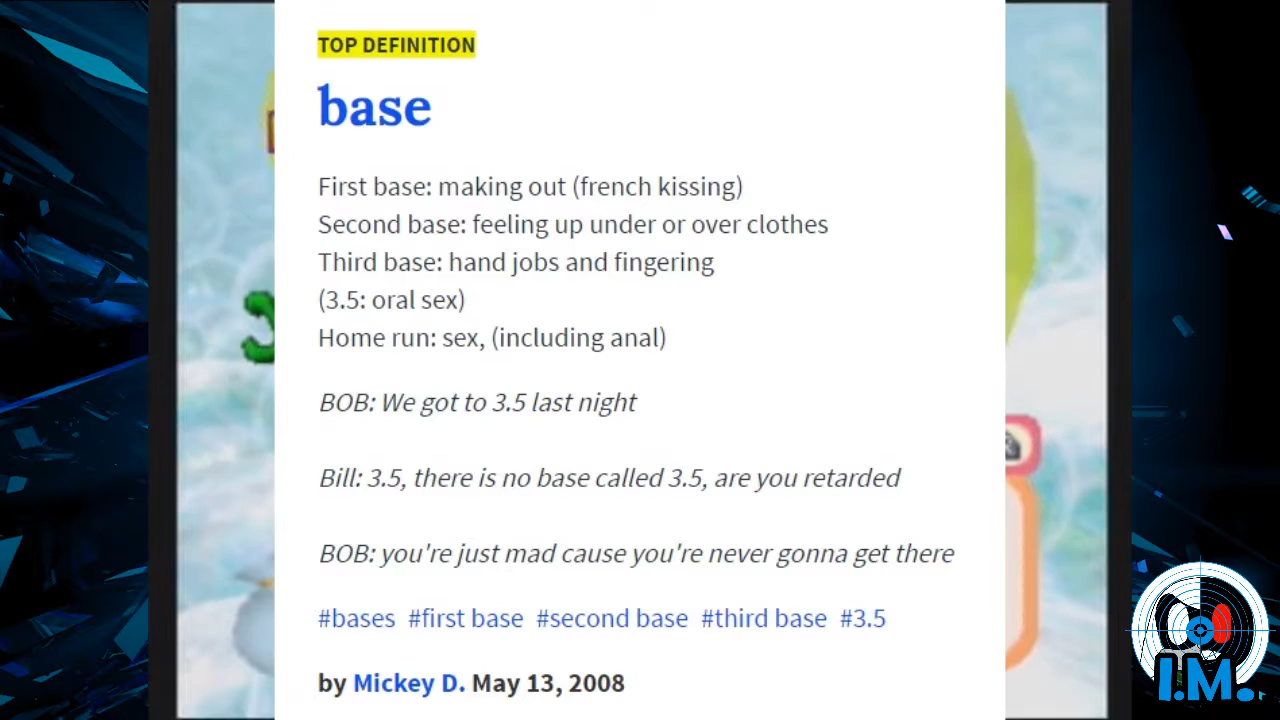 TOP DEFINITION
base
First base: making out (french kissing)
Second base: feeling up under or over clothes
Third base: hand jobs and fingering
(3.5: oral sex)
Home run: sex, (including anal)
BOB: We got to 3.5 last night
Bill: 3.5, there is no base called 3.5, are you retarded
BOB: you're just mad cause you're never gonna get there
#bases #first base #second base #third base #3.5
by Mickey D. May 13, 2008
I.M.